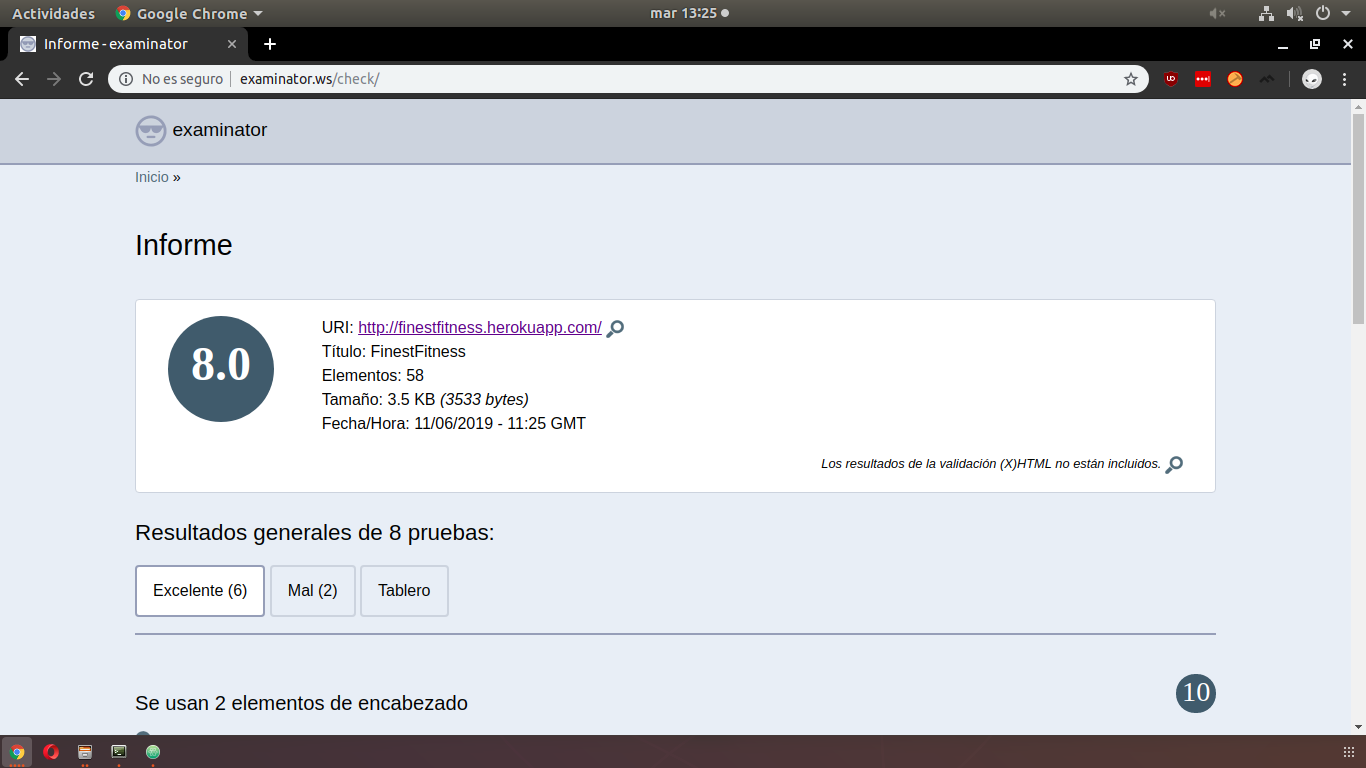 Actividades Google Chrome mar 13:25
Informe - examinator
No es seguro examinator.ws/check/
examinator
Inicio »
Informe
8.0
URI: http://finestfitness.herokuapp.com/
Título: FinestFitness
Elementos: 58
Tamaño: 3.5 KB (3533 bytes)
Fecha/Hora: 11/06/2019 - 11:25 GMT
Los resultados de la validación (X)HTML no están incluidos.
Resultados generales de 8 pruebas:
Excelente (6) Mal (2) Tablero
Se usan 2 elementos de encabezado 10